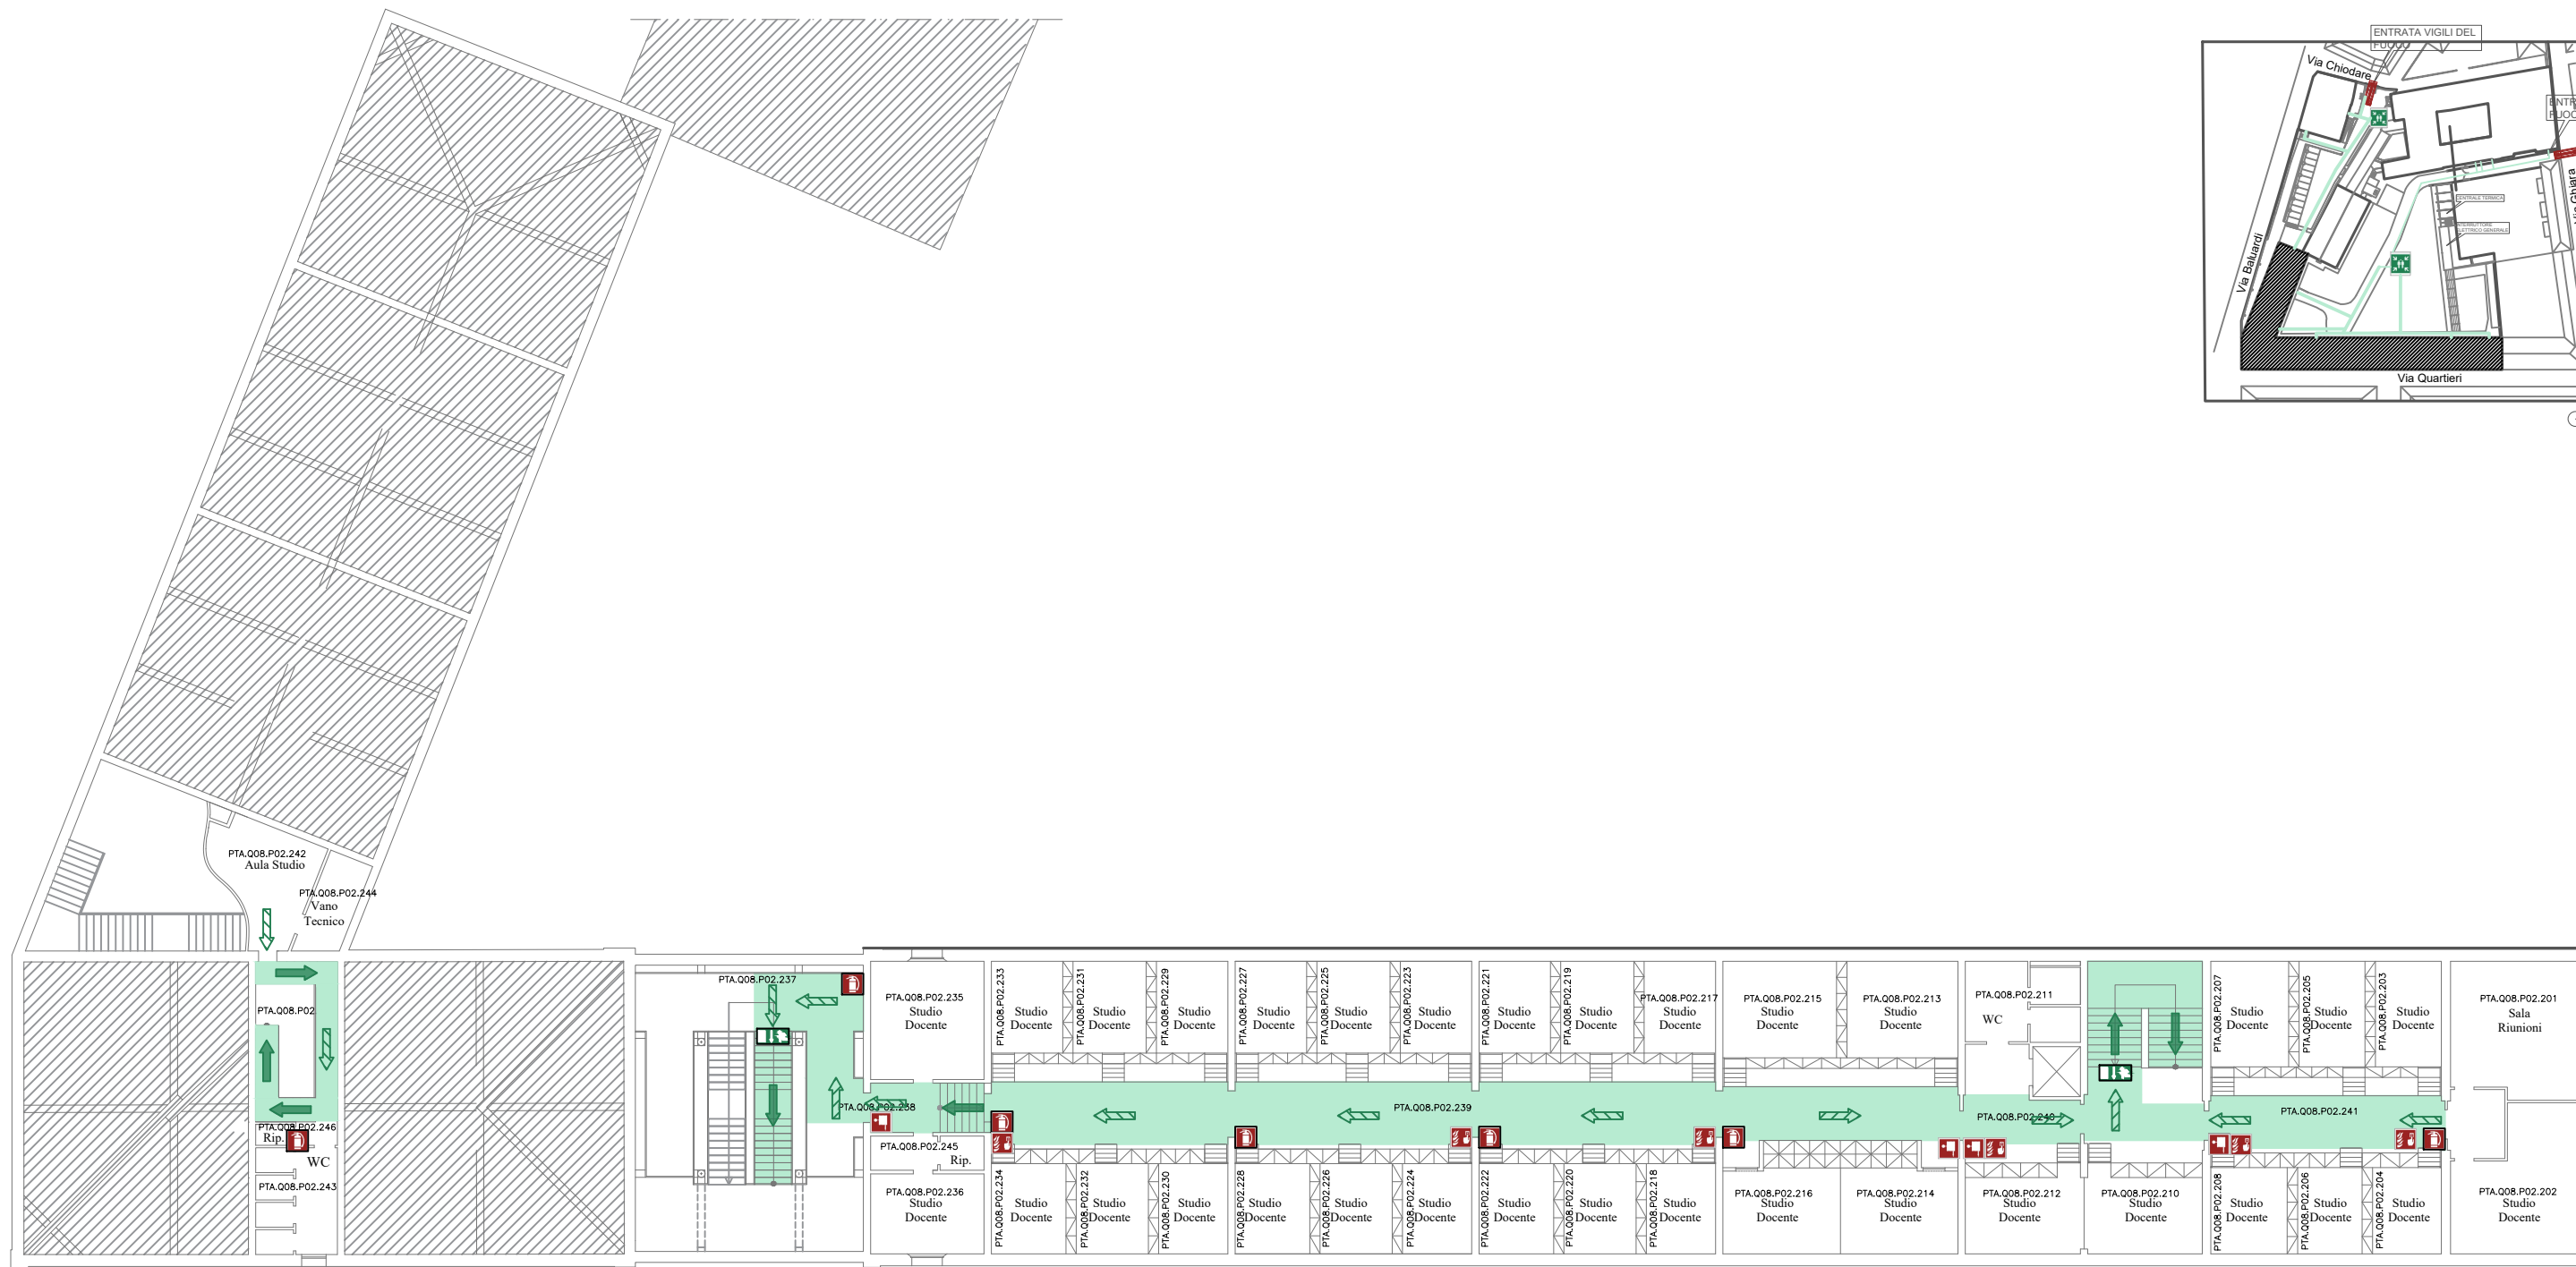 ENTRATA VIGILI DEL
FUOCO
Via Chiodare
Via Ghiara
CENTRALE TERMICA
INTERRUTTORE
ELETTRICO GENERALE
Via Baluardi
Via Quartieri
PTA.Q08.P02.242
Aula Studio
PTA.Q08.P02.244
Vano
Tecnico
PTA.Q08.P02
PTA.Q08.P02.246
Rip.
WC
PTA.Q08.P02.243
PTA.Q08.P02.237
PTA.Q08.P02.238
PTA.Q08.P02.235
Studio
Docente
PTA.Q08.P02.245
Rip.
PTA.Q08.P02.236
Studio
Docente
PTA.Q08.P02.233
Studio
Docente
PTA.Q08.P02.231
Studio
Docente
PTA.Q08.P02.229
Studio
Docente
PTA.Q08.P02.227
Studio
Docente
PTA.Q08.P02.225
Studio
Docente
PTA.Q08.P02.223
Studio
Docente
PTA.Q08.P02.221
Studio
Docente
PTA.Q08.P02.219
Studio
Docente
PTA.Q08.P02.217
Studio
Docente
PTA.Q08.P02.215
Studio
Docente
PTA.Q08.P02.213
Studio
Docente
PTA.Q08.P02.211
WC
PTA.Q08.P02.207
Studio
Docente
PTA.Q08.P02.205
Studio
Docente
PTA.Q08.P02.203
Studio
Docente
PTA.Q08.P02.201
Sala
Riunioni
PTA.Q08.P02.239
PTA.Q08.P02.240
PTA.Q08.P02.241
PTA.Q08.P02.234
Studio
Docente
PTA.Q08.P02.232
Studio
Docente
PTA.Q08.P02.230
Studio
Docente
PTA.Q08.P02.228
Studio
Docente
PTA.Q08.P02.226
Studio
Docente
PTA.Q08.P02.224
Studio
Docente
PTA.Q08.P02.222
Studio
Docente
PTA.Q08.P02.220
Studio
Docente
PTA.Q08.P02.218
Studio
Docente
PTA.Q08.P02.216
Studio
Docente
PTA.Q08.P02.214
Studio
Docente
PTA.Q08.P02.212
Studio
Docente
PTA.Q08.P02.210
Studio
Docente
PTA.Q08.P02.208
Studio
Docente
PTA.Q08.P02.206
Studio
Docente
PTA.Q08.P02.204
Studio
Docente
PTA.Q08.P02.202
Studio
Docente